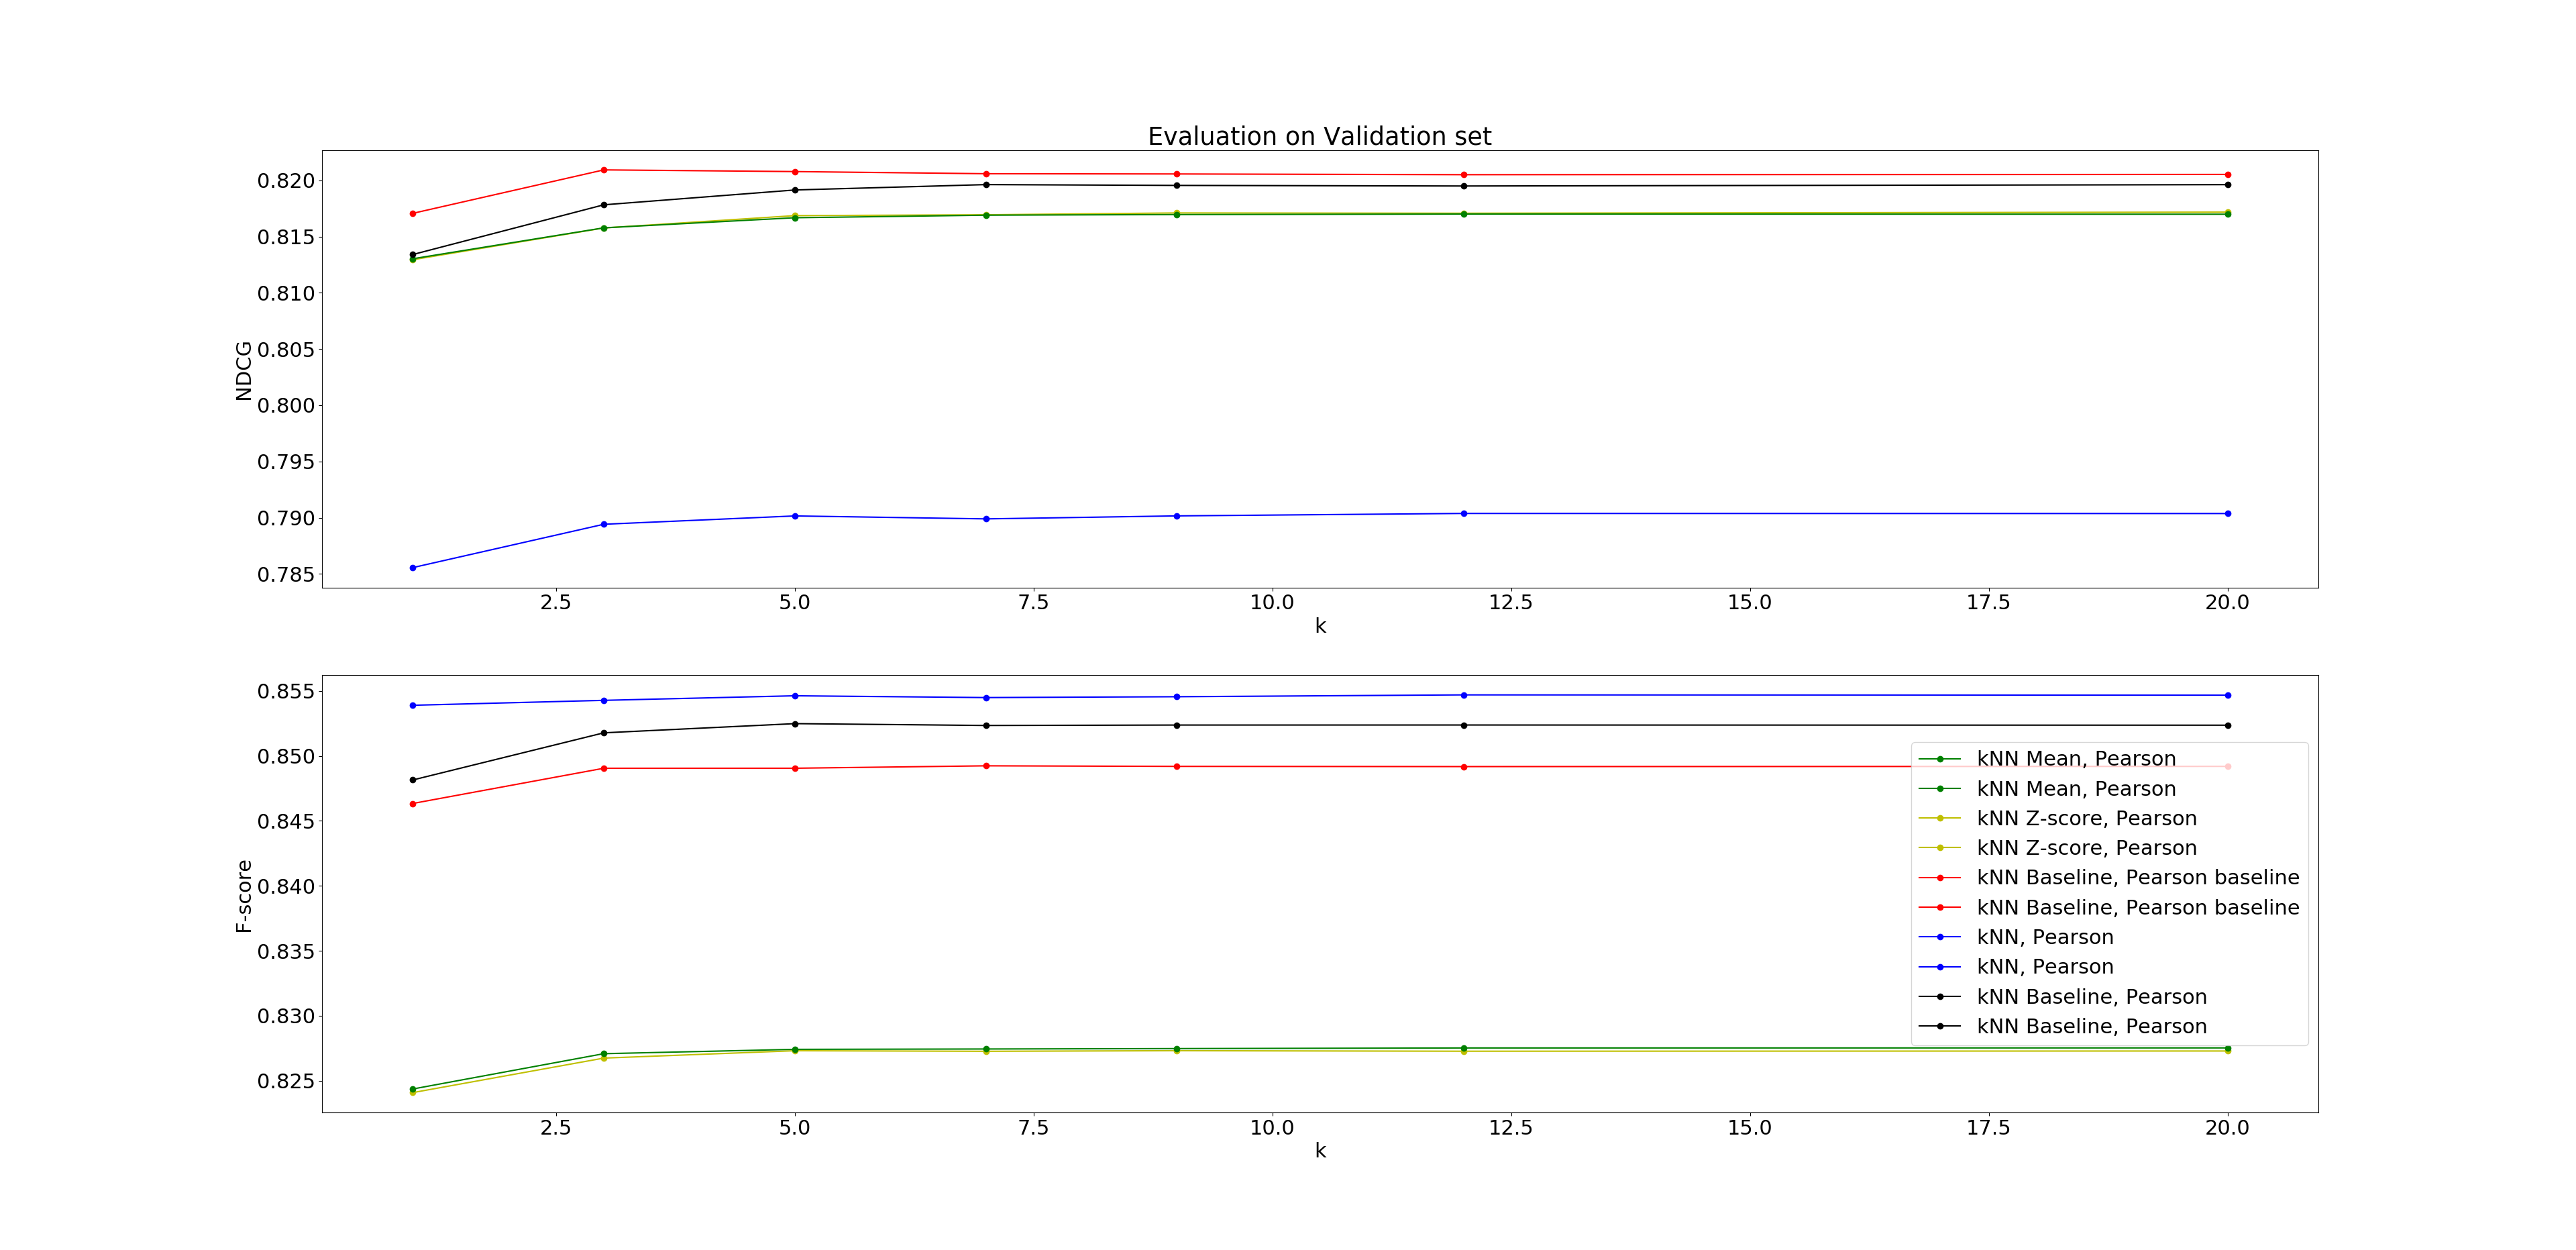 Evaluation on Validation set
0.820
0.815
0.810
0.805
0.800
0.795
0.790
0.785
NDCG
2.5 5.0 7.5 10.0 12.5 15.0 17.5 20.0
k
0.855
0.850
0.845
0.840
0.835
0.830
0.825
F-score
kNN Mean, Pearson
kNN Mean, Pearson
kNN Z-score, Pearson
kNN Z-score, Pearson
kNN Baseline, Pearson baseline
kNN Baseline, Pearson baseline
kNN, Pearson
kNN, Pearson
kNN Baseline, Pearson
kNN Baseline, Pearson
2.5 5.0 7.5 10.0 12.5 15.0 17.5 20.0
k